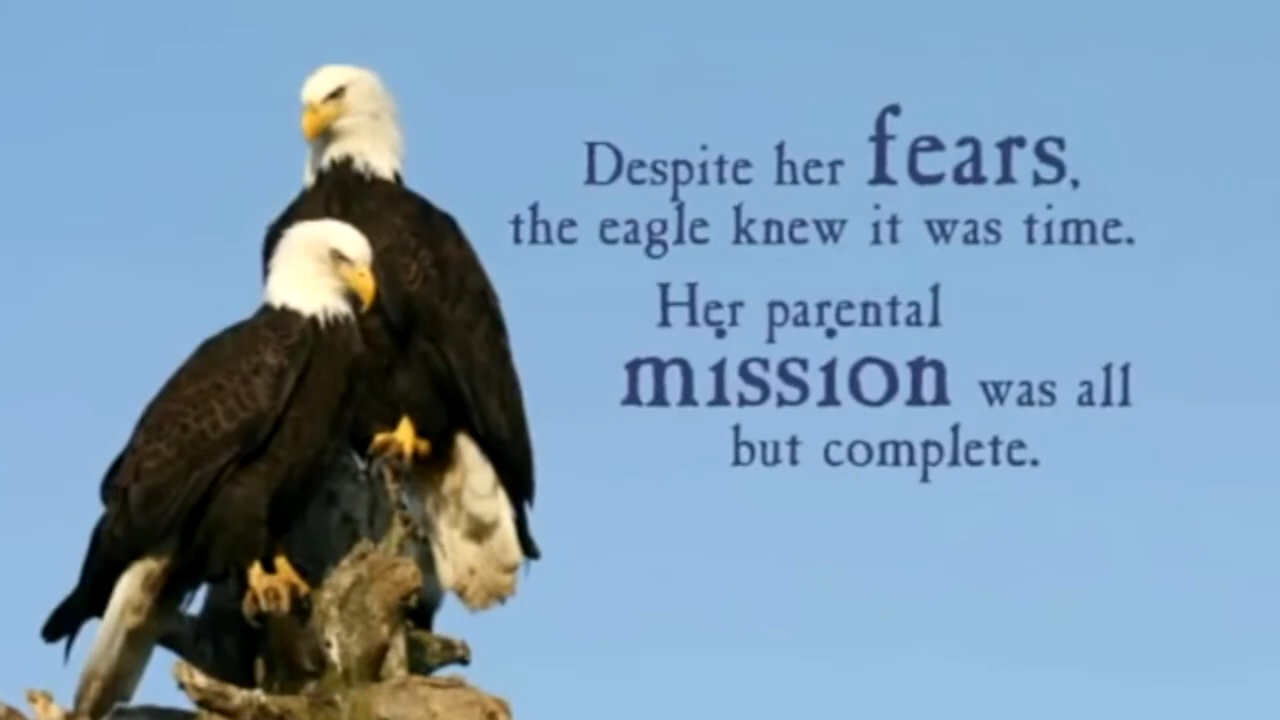 Despite her fears,
the eagle knew it was time.
Her parental
mission was all
but complete.